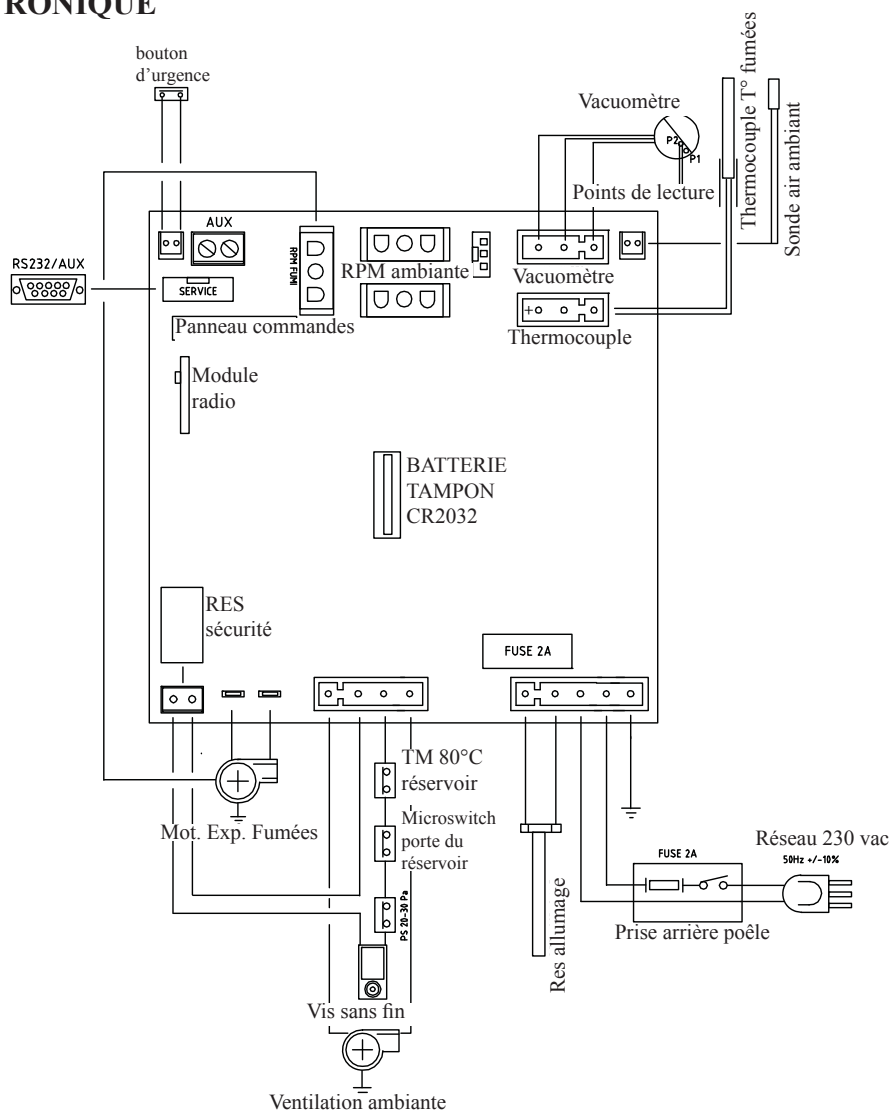 RONIQUE
bouton
d'urgence
Vacuomètre
P2
P1
Points de lecture
Thermocouple T° fumées
Sonde air ambiant
AUX
RPM FUMI
RS232/AUX
SERVICE
RPM ambiante
Vacuomètre
Panneau commandes
+
Thermocouple
Module
radio
BATTERIE
TAMPON
CR2032
RES
sécurité
FUSE 2A
TM 80°C
réservoir
Mot. Exp. Fumées
Microswitch
porte du
réservoir
PS 20-30 Pa
Réseau 230 vac
50Hz +/-10%
FUSE 2A
Prise arrière poêle
Res allumage
Vis sans fin
Ventilation ambiante